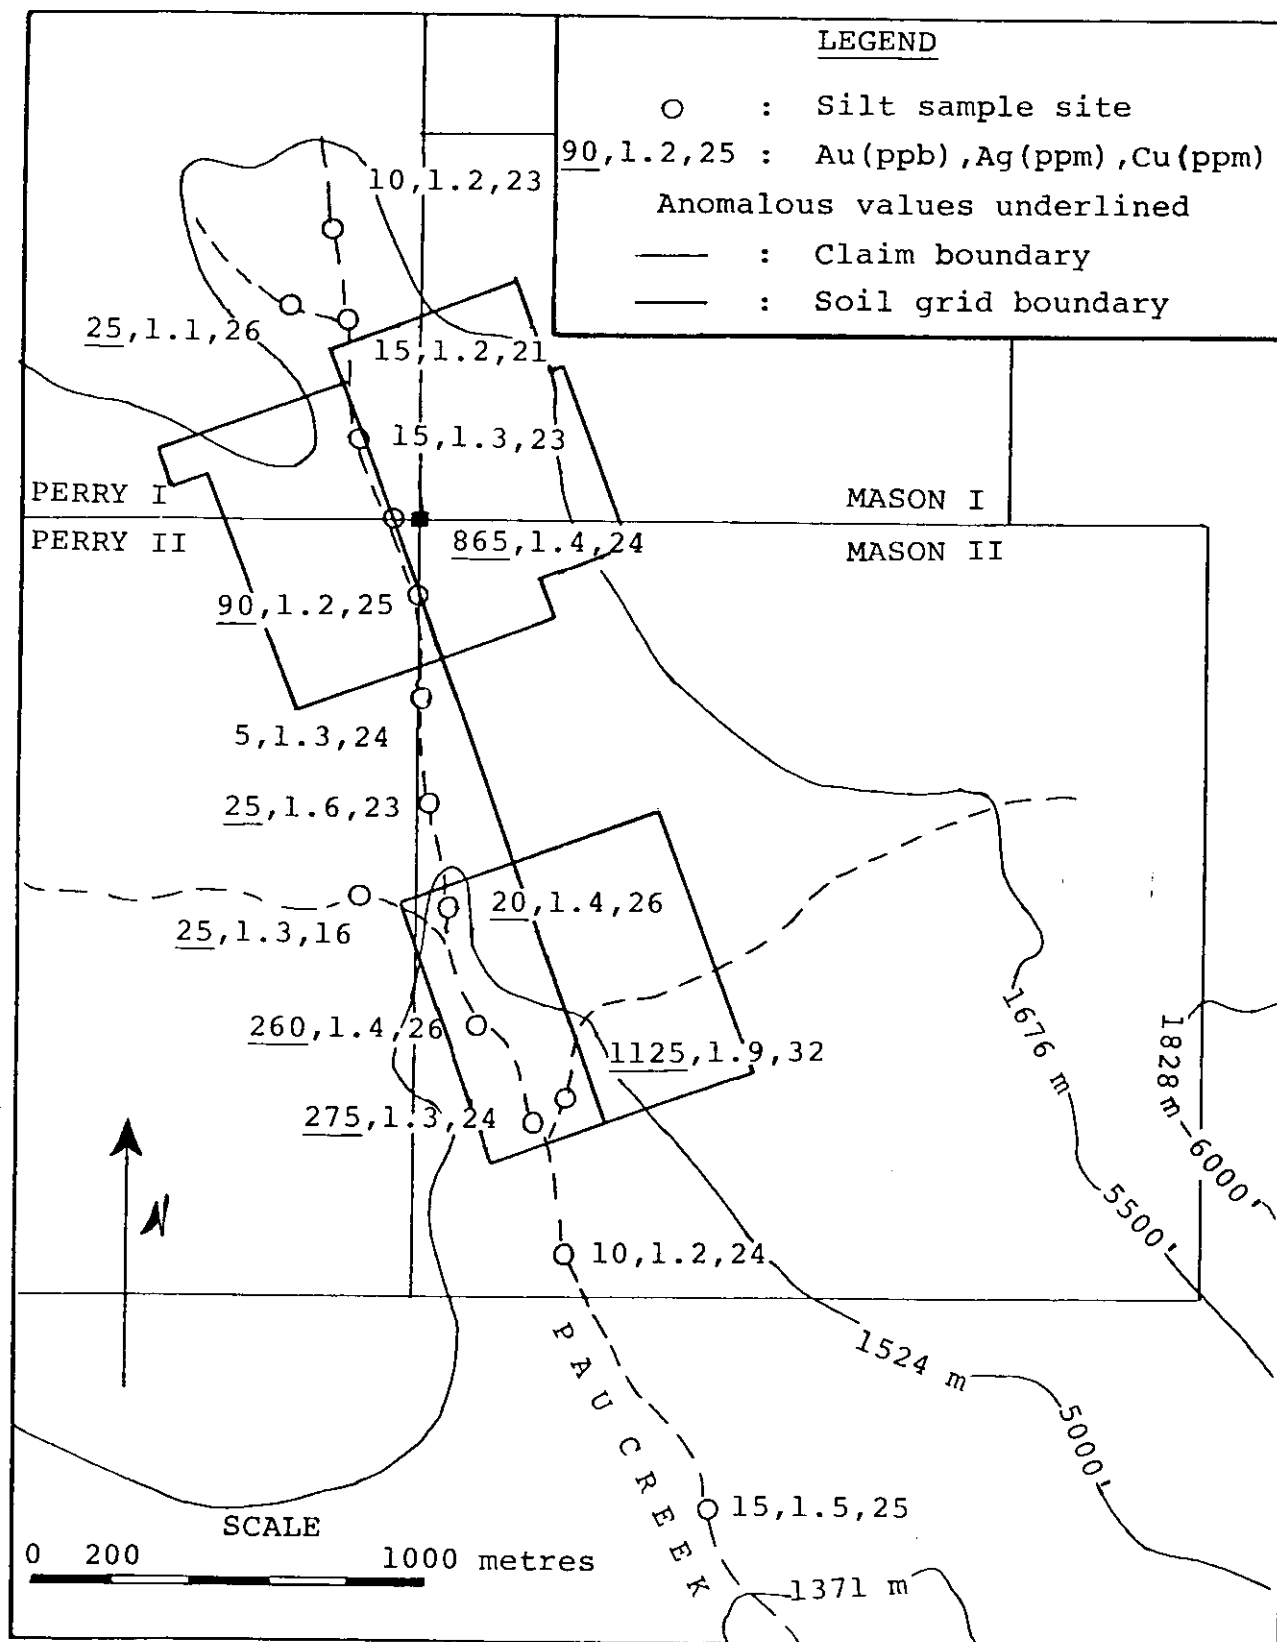 LEGEND
O : Silt sample site
90,1.2,25 : Au(ppb),Ag(ppm),Cu(ppm)
Anomalous values underlined
: Claim boundary
: Soil grid boundary
10,1.2,23
25,1.1,26
15,1.2,21
15,1.3,23
PERRY I
MASON I
PERRY II
865,1.4,24
MASON II
90,1.2,25
5,1.3,24
25,1.6,23
20,1.4,26
25,1.3,16
260,1.4,26
1125,1.9,32
1676 m
1828 m
275,1.3,24
6000'
5500'
N
10,1.2,24
PAU CREEK
1524 m
5000'
15,1.5,25
SCALE
0 200 1000 metres
1371 m